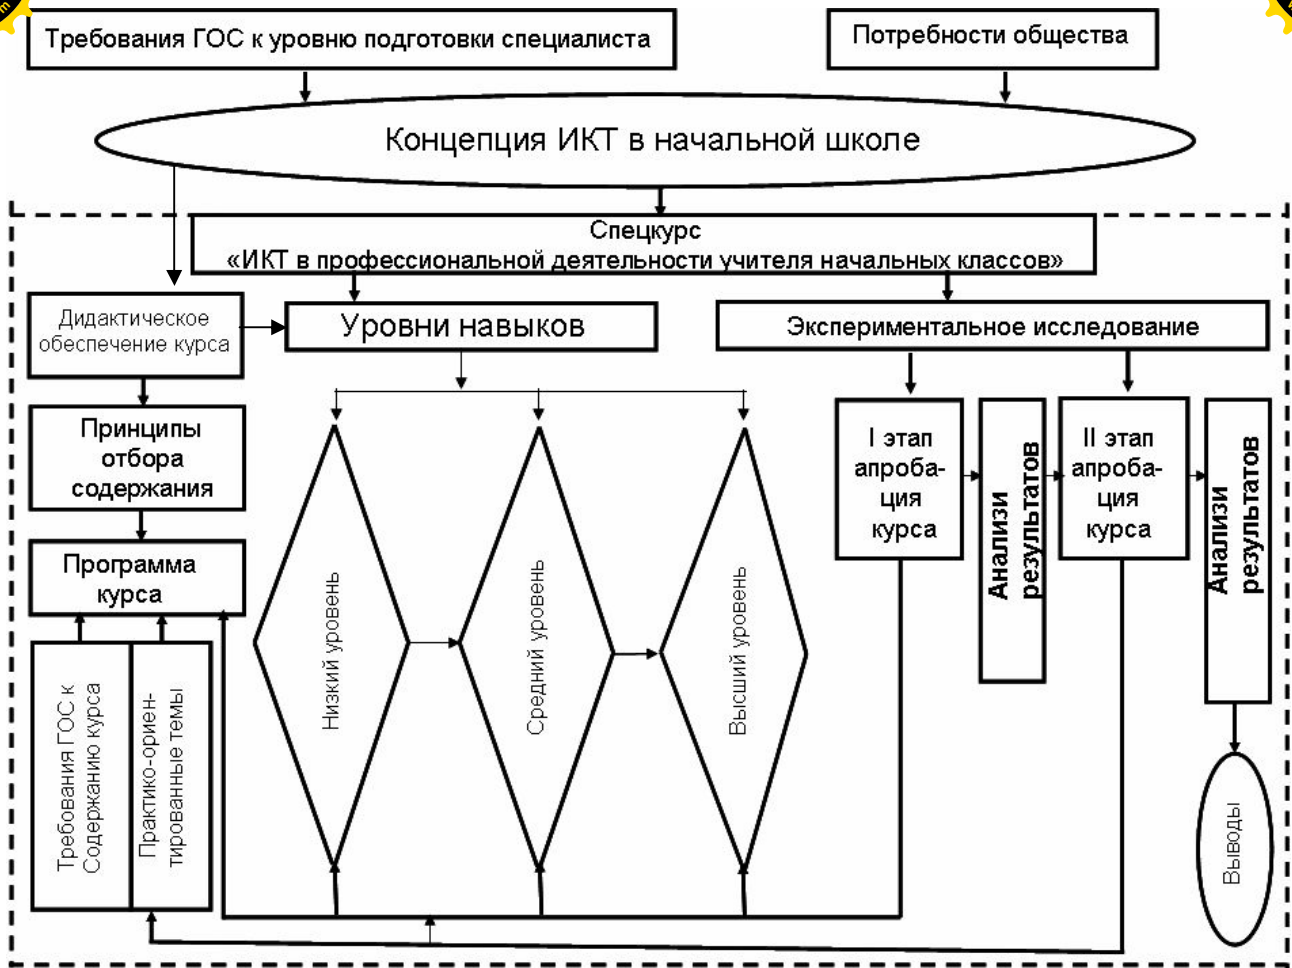 Требования ГОС к уровню подготовки специалиста
Потребности общества
Концепция ИКТ в начальной школе
Спецкурс
«ИКТ в профессиональной деятельности учителя начальных классов»
Дидактическое
обеспечение курса
Уровни навыков
Экспериментальное исследование
Принципы
отбора
содержания
Программа
курса
Требования ГОС к
Содержанию курса
Практико-ориен-
тированные темы
Низкий уровень
Средний уровень
Высший уровень
I этап
апроба-
ция
курса
Анализи
результатов
II этап
апроба-
ция
курса
Анализи
результатов
Выводы